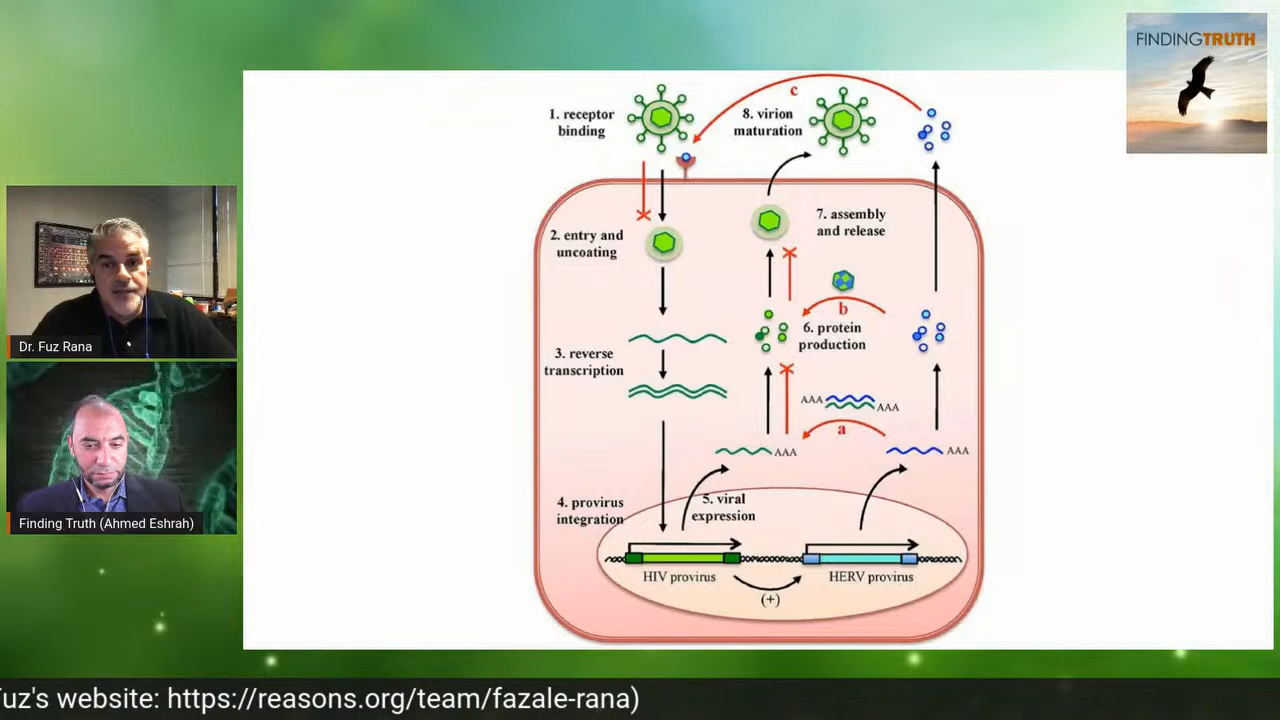 FINDINGTRUTH
1. receptor
binding
8. virion
maturation
c
2. entry and
uncoating
7. assembly
and release
b
6. protein
production
3. reverse
transcription
AAA
AAA
a
AAA
AAA
4. provirus
integration
5. viral
expression
HIV provirus
HERV provirus
(+)
Dr. Fuz Rana
Finding Truth (Ahmed Eshrah)
Fuz's website: https://reasons.org/team/fazale-rana)